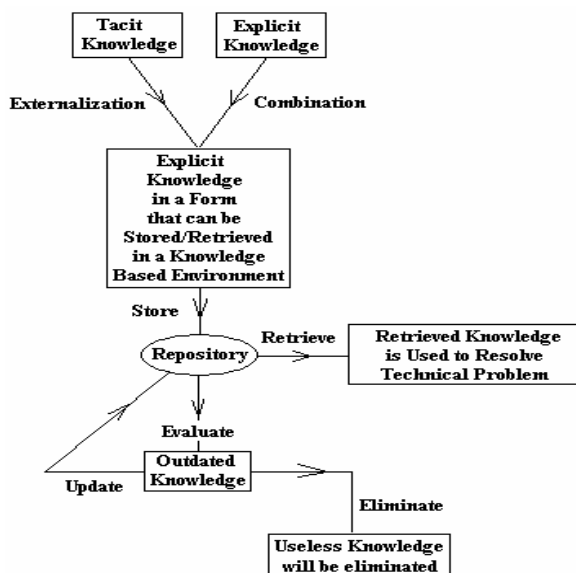 Tacit
Knowledge
Explicit
Knowledge
Externalization
Combination
Explicit
Knowledge
in a Form
that can be
Stored/Retrieved
in a Knowledge
Based Environment
Store
Repository
Retrieve
Retrieved Knowledge
is Used to Resolve
Technical Problem
Evaluate
Outdated
Knowledge
Update
Eliminate
Useless Knowledge
will be eliminated